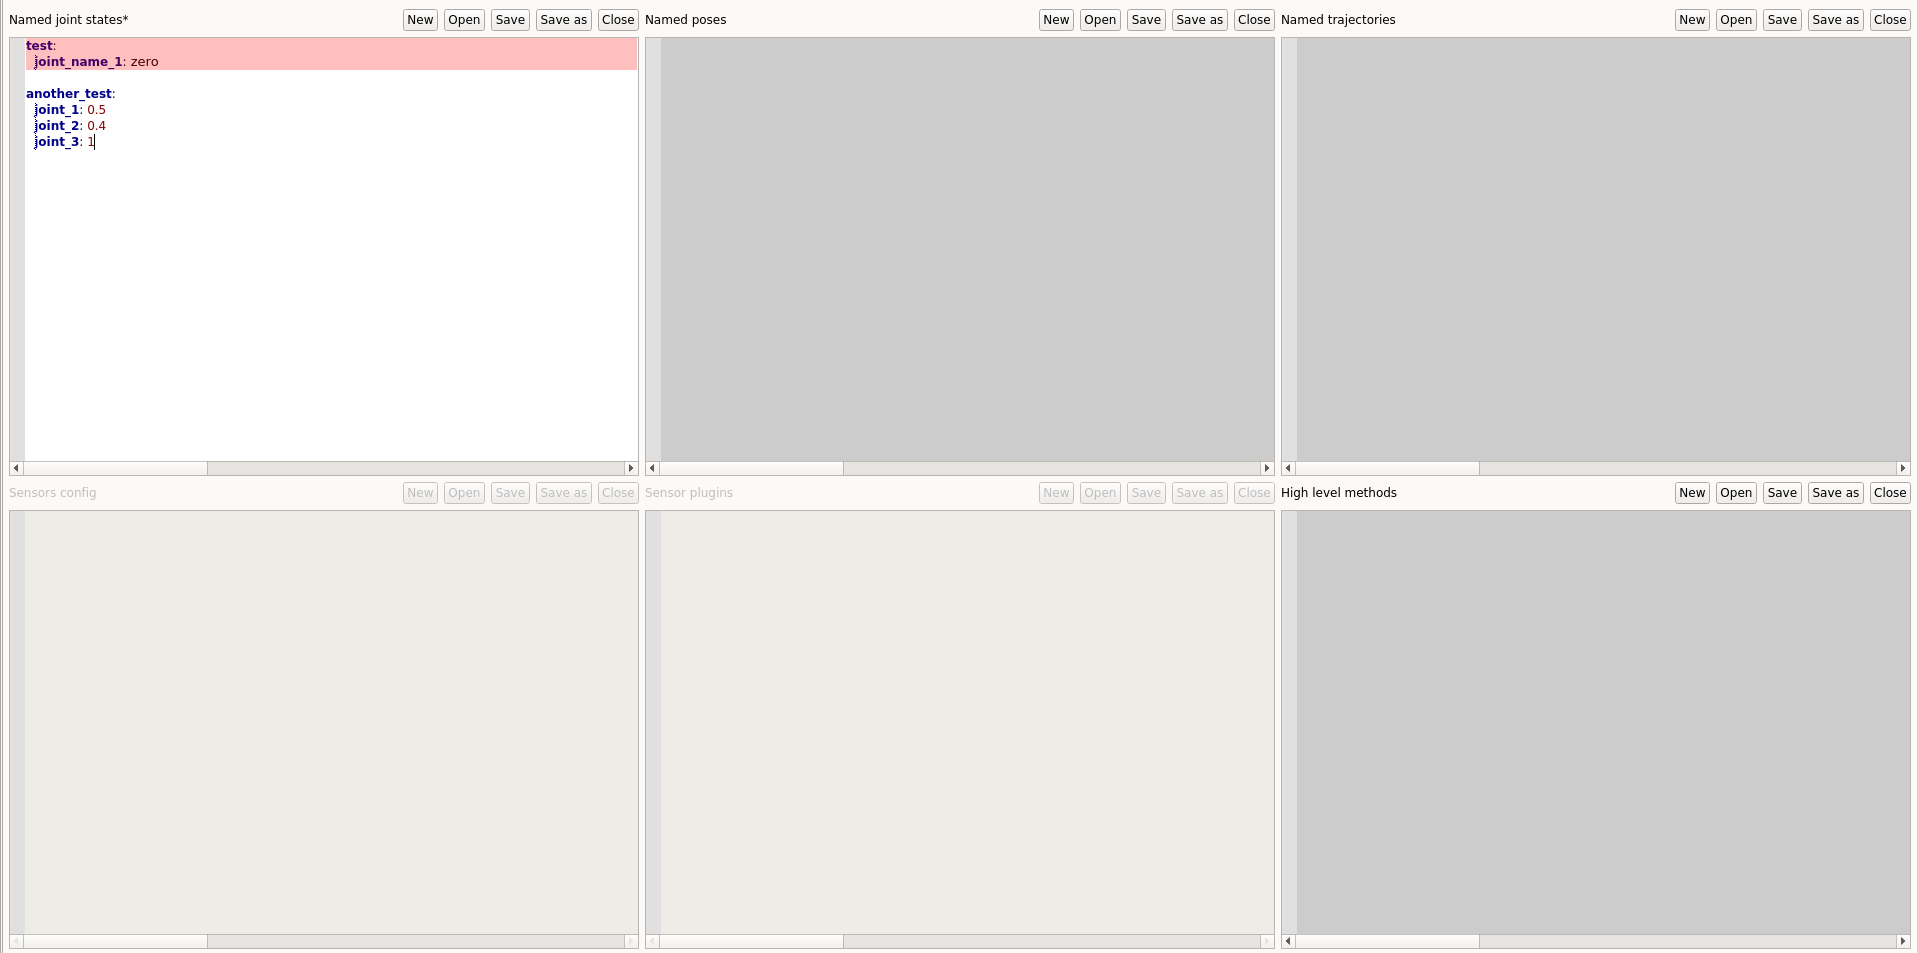 Named joint states* New Open Save Save as Close
test:
joint_name_1: zero
another_test:
joint_1: 0.5
joint_2: 0.4
joint_3: 1
Named poses New Open Save Save as Close
Named trajectories New Open Save Save as Close
Sensors config New Open Save Save as Close
Sensor plugins New Open Save Save as Close
High level methods New Open Save Save as Close